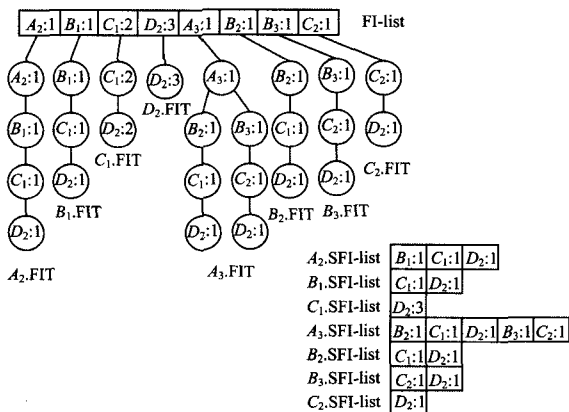 A₂:1 B₁:1 C₁:2 D₂:3 A₃:1 B₂:1 B₃:1 C₂:1 FI-list
A₂:1 B₁:1 C₁:2 D₂:3 A₃:1 B₂:1 B₃:1 C₂:1
D₂.FIT
B₁:1 C₁:1 D₂:2 B₂:1 B₃:1 C₁:1 C₂:1 D₂:1
C₁.FIT C₂.FIT
C₁:1 D₂:1 C₁:1 C₂:1 D₂:1 D₂:1
B₁.FIT B₂.FIT B₃.FIT
D₂:1 D₂:1 D₂:1
A₂.FIT A₃.FIT
A₂.SFI-list B₁:1 C₁:1 D₂:1
B₁.SFI-list C₁:1 D₂:1
C₁.SFI-list D₂:3
A₃.SFI-list B₂:1 C₁:1 D₂:1 B₃:1 C₂:1
B₂.SFI-list C₁:1 D₂:1
B₃.SFI-list C₂:1 D₂:1
C₂.SFI-list D₂:1